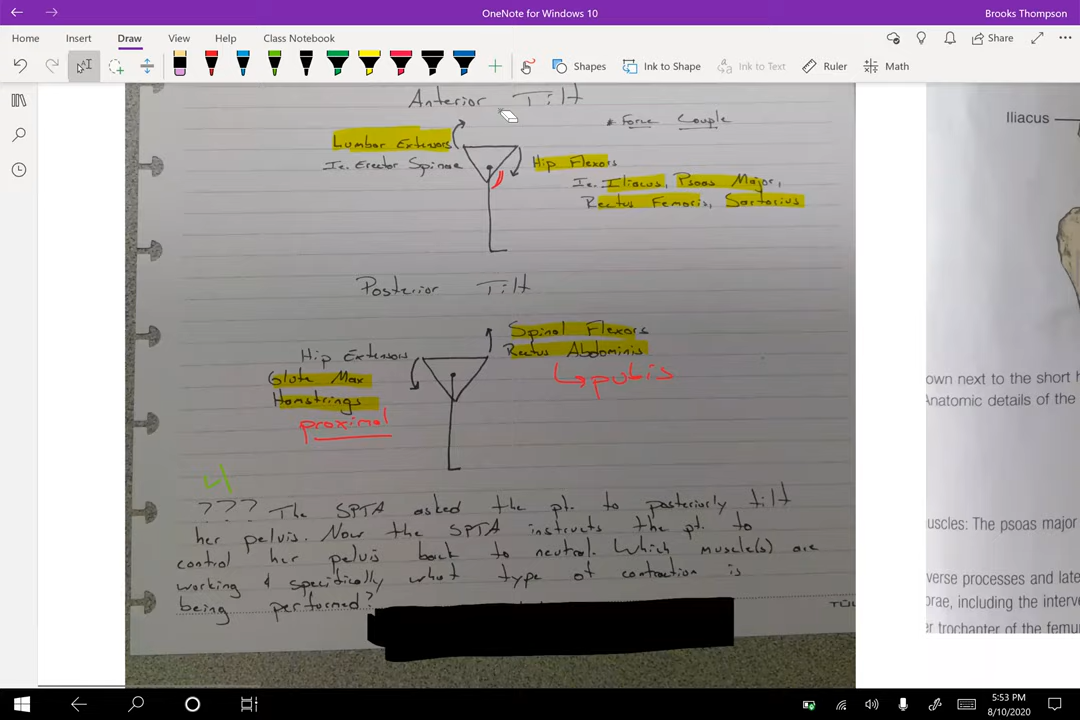 OneNote for Windows 10
Brooks Thompson
Home
Insert
Draw
View
Help
Class Notebook
Share
Shapes
Ink to Shape
Ink to Text
Ruler
Math
Anterior Tilt
* Force Couple
Lumbar Extensors
Ie. Erector Spinae
Hip Flexors
Ie. Iliacus, Psoas Major,
Rectus Femoris, Sartorius
Posterior Tilt
Spinal Flexors
Rectus Abdominis
pubis
Hip Extensors
Glute Max
Hamstrings
proximal
4
??? The SPTA asked the pt. to posteriorly tilt
her pelvis. Now the SPTA instructs the pt. to
control her pelvis back to neutral. Which muscle(s) are
working & specifically what type of contraction is
being performed?
Iliacus
own next to the short h
Anatomic details of the
uscles: The psoas major
verse processes and late
brae, including the interv
er trochanter of the femu
5:53 PM
8/10/2020